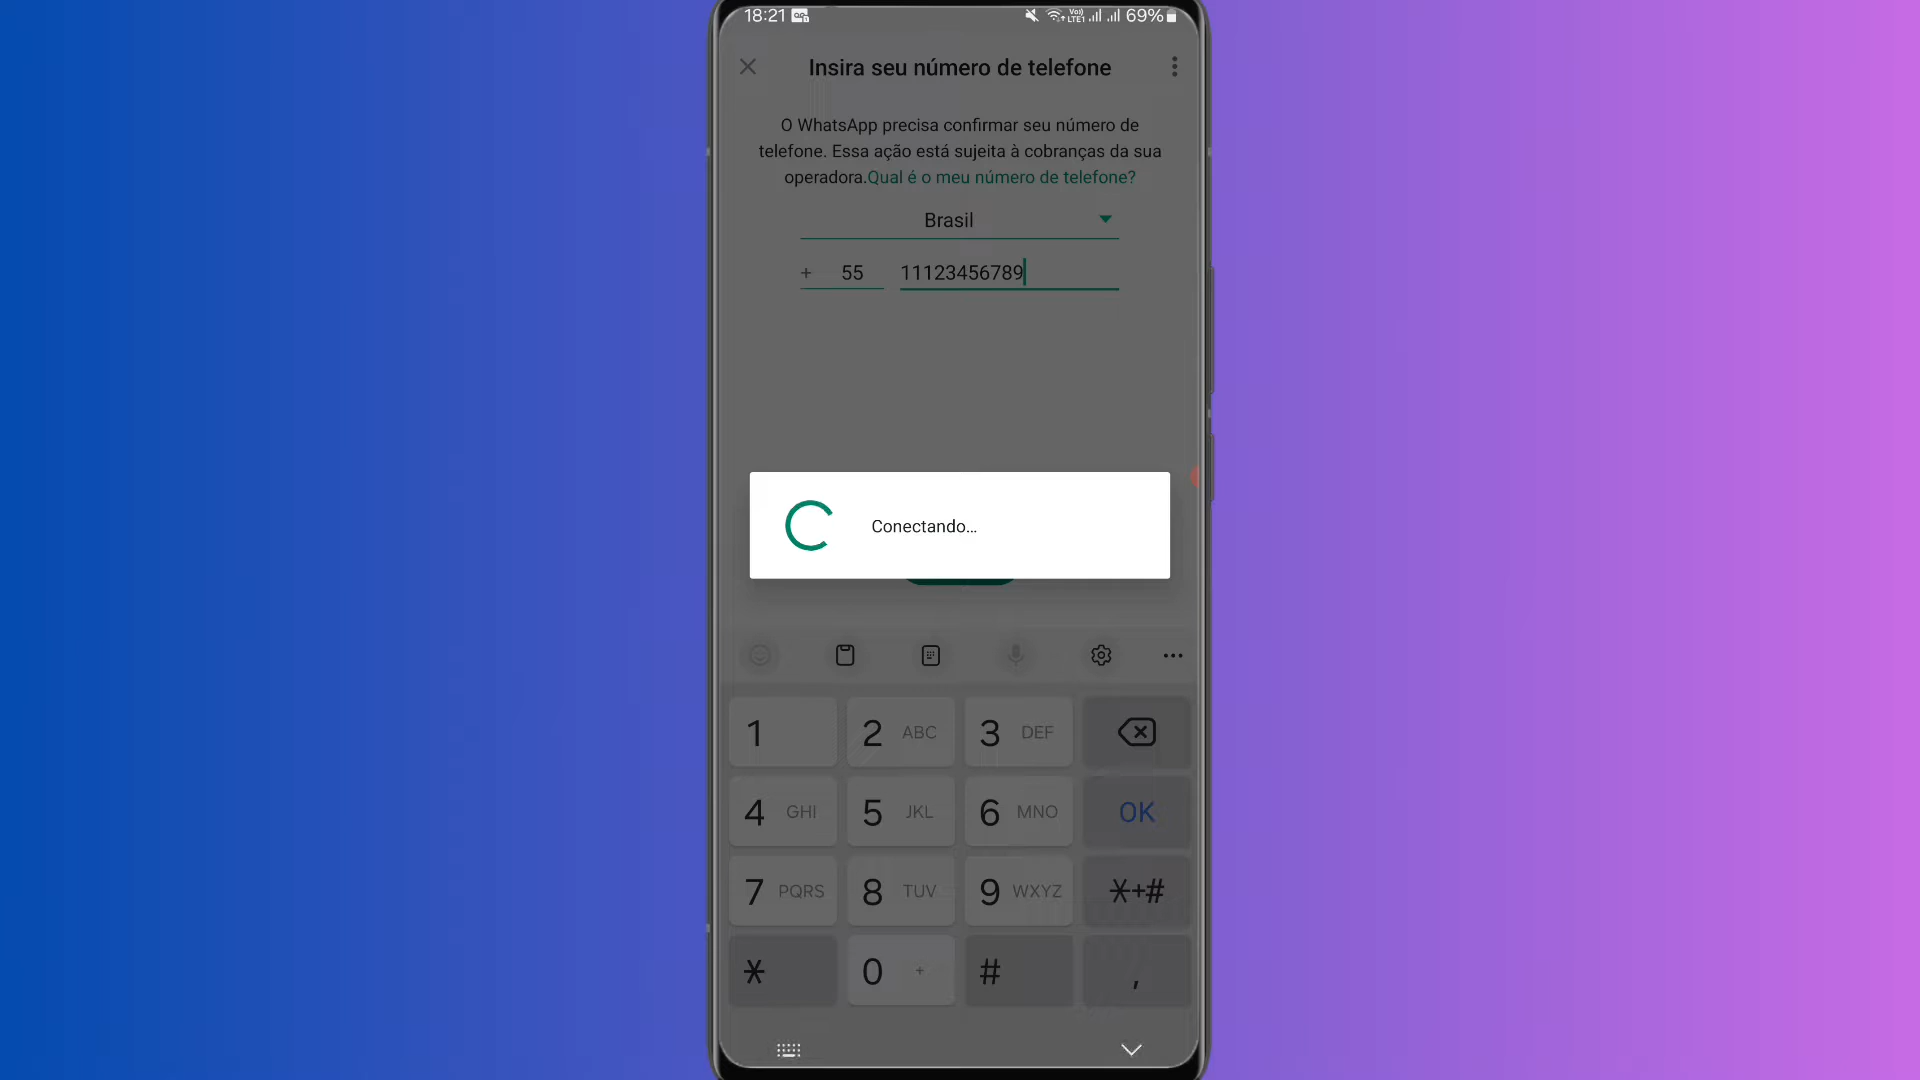 18:21 69%
Insira seu número de telefone
O WhatsApp precisa confirmar seu número de
telefone. Essa ação está sujeita à cobranças da sua
operadora.Qual é o meu número de telefone?
Brasil
+ 55 11123456789
Conectando...
1 2 ABC 3 DEF
4 GHI 5 JKL 6 MNO OK
7 PQRS 8 TUV 9 WXYZ *+#
* 0 + # ,